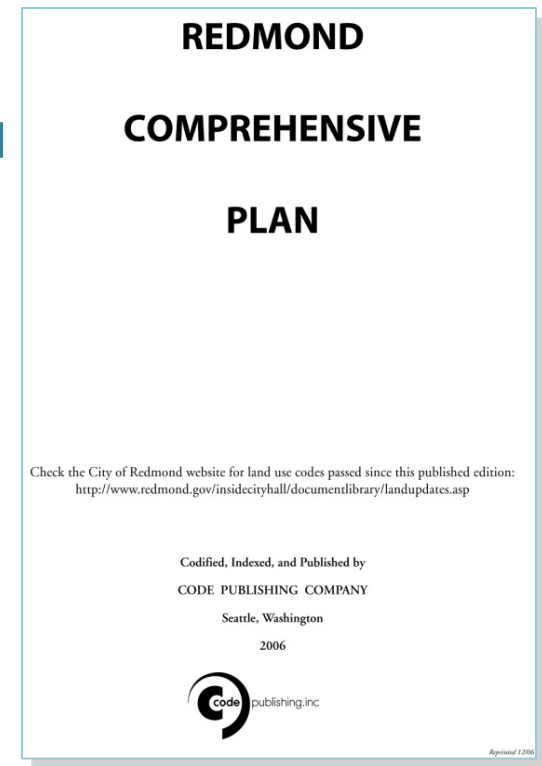 REDMOND
COMPREHENSIVE
PLAN
Check the City of Redmond website for land use codes passed since this published edition:
http://www.redmond.gov/insidecityhall/documentlibrary/landupdates.asp
Codified, Indexed, and Published by
CODE PUBLISHING COMPANY
Seattle, Washington
2006
code publishing.inc
Reprinted 12/06